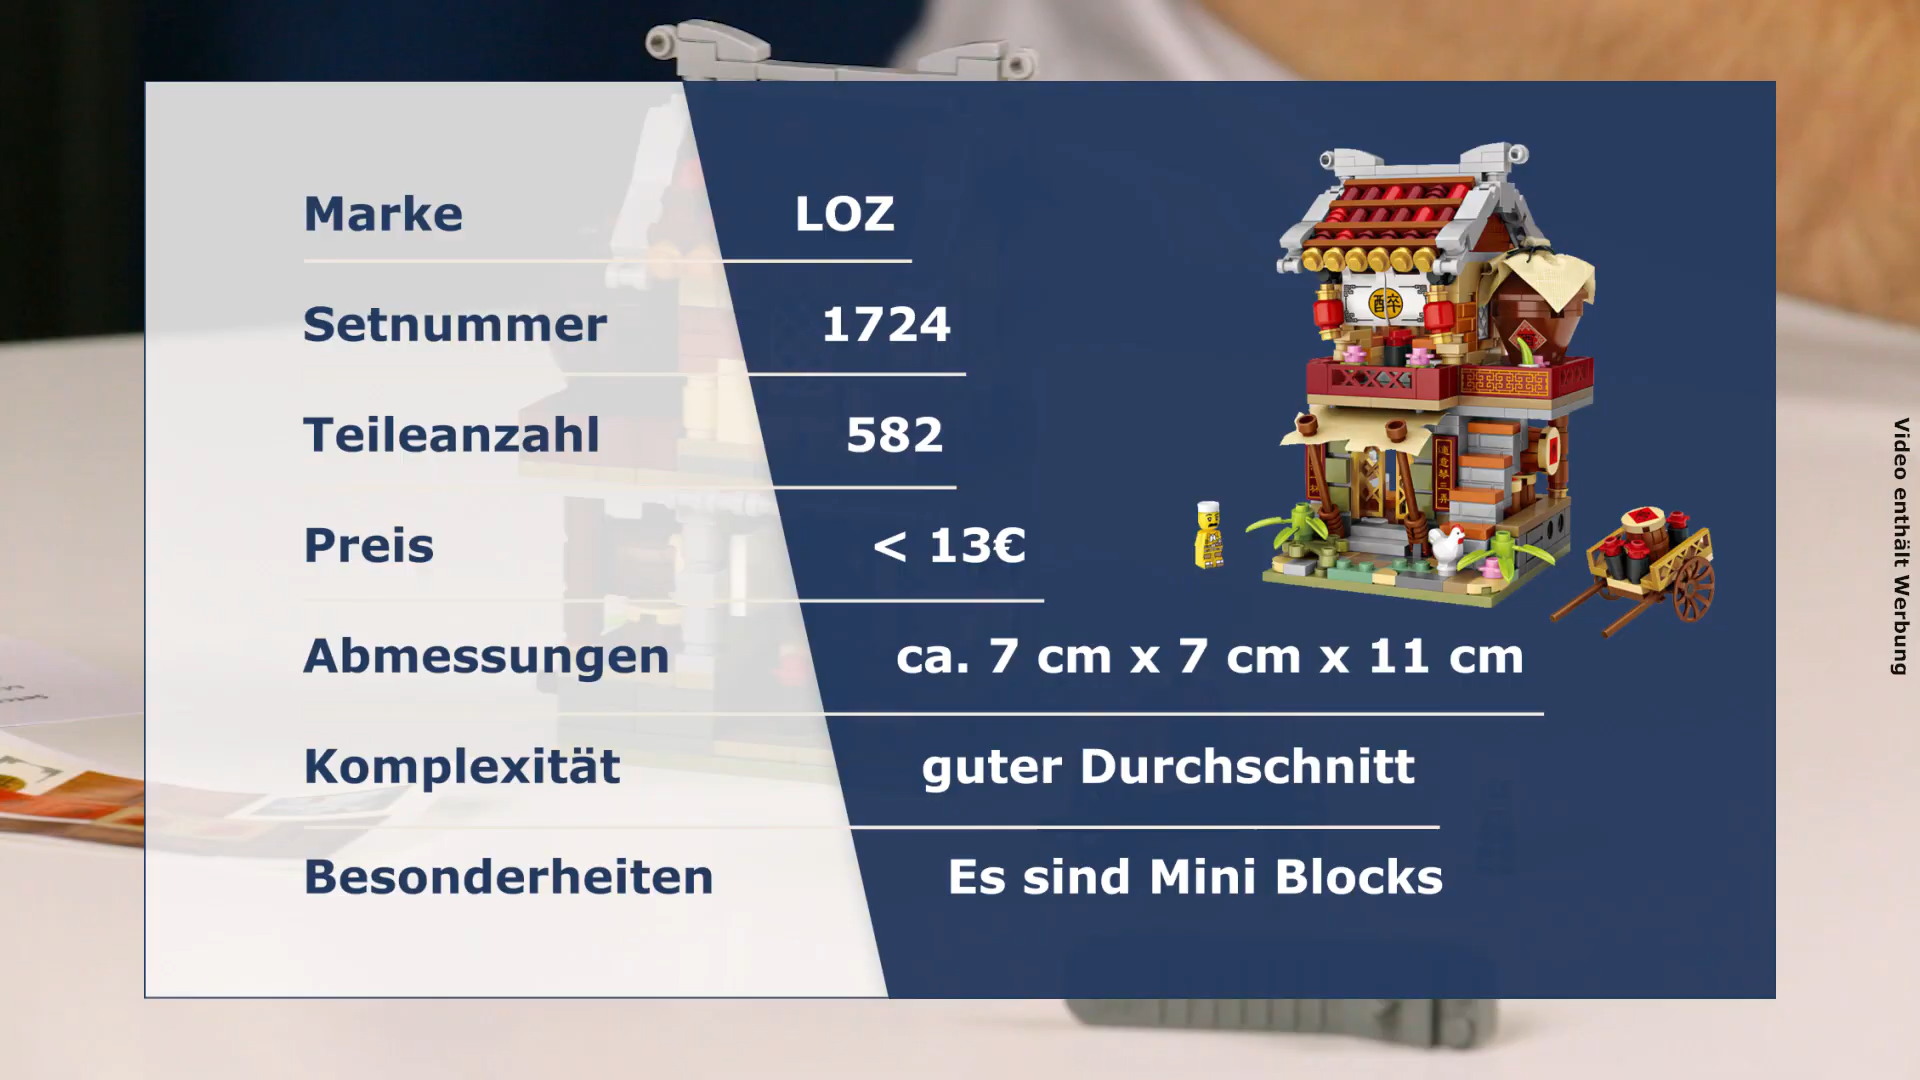 Marke LOZ
Setnummer 1724
Teileanzahl 582
Preis < 13€
Abmessungen ca. 7 cm x 7 cm x 11 cm
Komplexität guter Durchschnitt
Besonderheiten Es sind Mini Blocks
醉
Video enthält Werbung